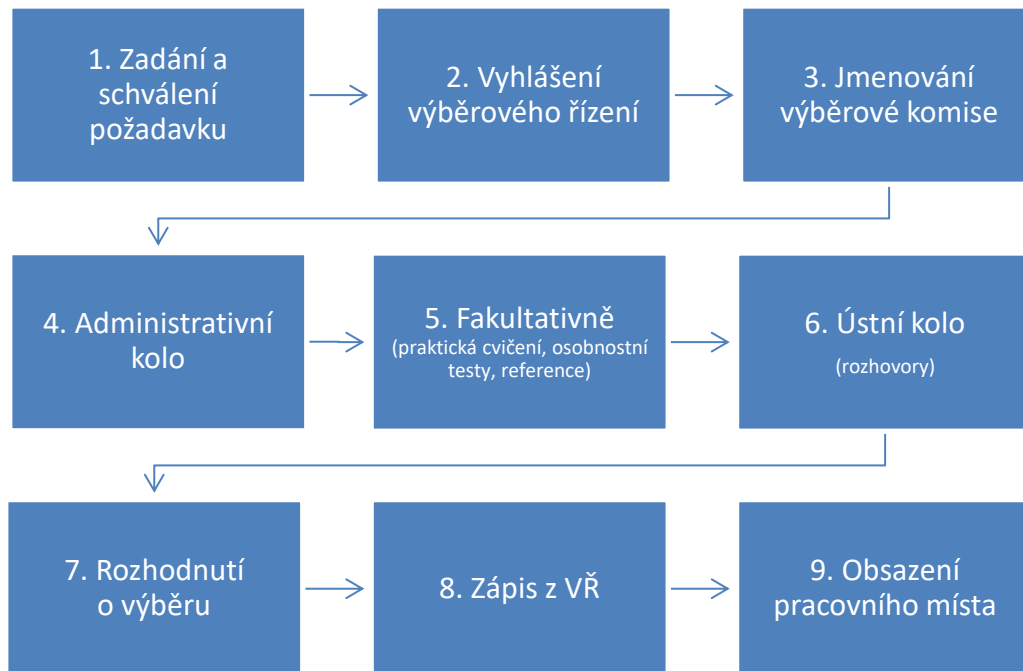 1. Zadání a
schválení
požadavku
2. Vyhlášení
výběrového řízení
3. Jmenování
výběrové komise
4. Administrativní
kolo
5. Fakultativně
(praktická cvičení, osobnostní
testy, reference)
6. Ústní kolo
(rozhovory)
7. Rozhodnutí
o výběru
8. Zápis z VŘ
9. Obsazení
pracovního místa